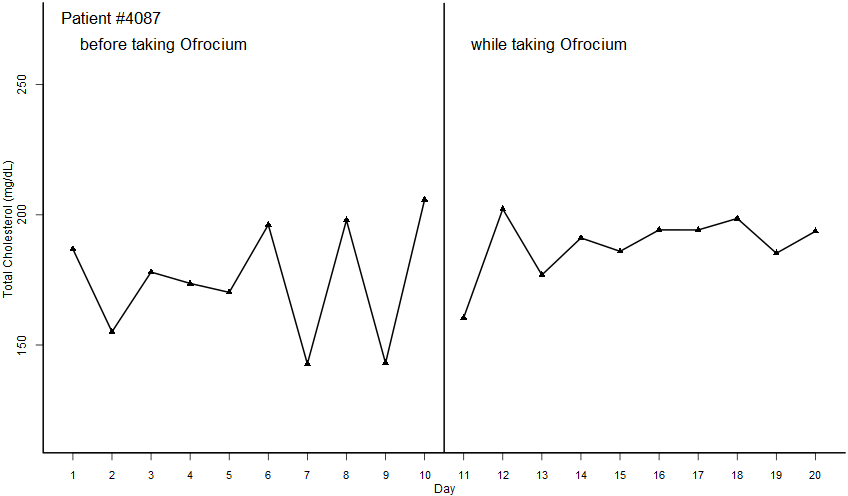 Patient #4087
before taking Ofrocium
while taking Ofrocium
Total Cholesterol (mg/dL)
250
200
150
1 2 3 4 5 6 7 8 9 10 11 12 13 14 15 16 17 18 19 20
Day